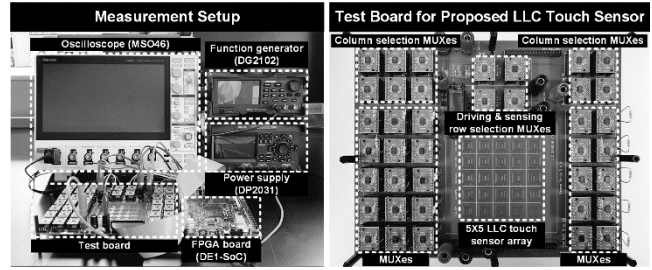 Measurement Setup
Oscilloscope (MSO46)
Function generator
(DG2102)
Power supply
(DP2031)
Test board
FPGA board
(DE1-SoC)
Test Board for Proposed LLC Touch Sensor
Column selection MUXes
Column selection MUXes
Driving & sensing
row selection MUXes
5X5 LLC touch
sensor array
MUXes
MUXes